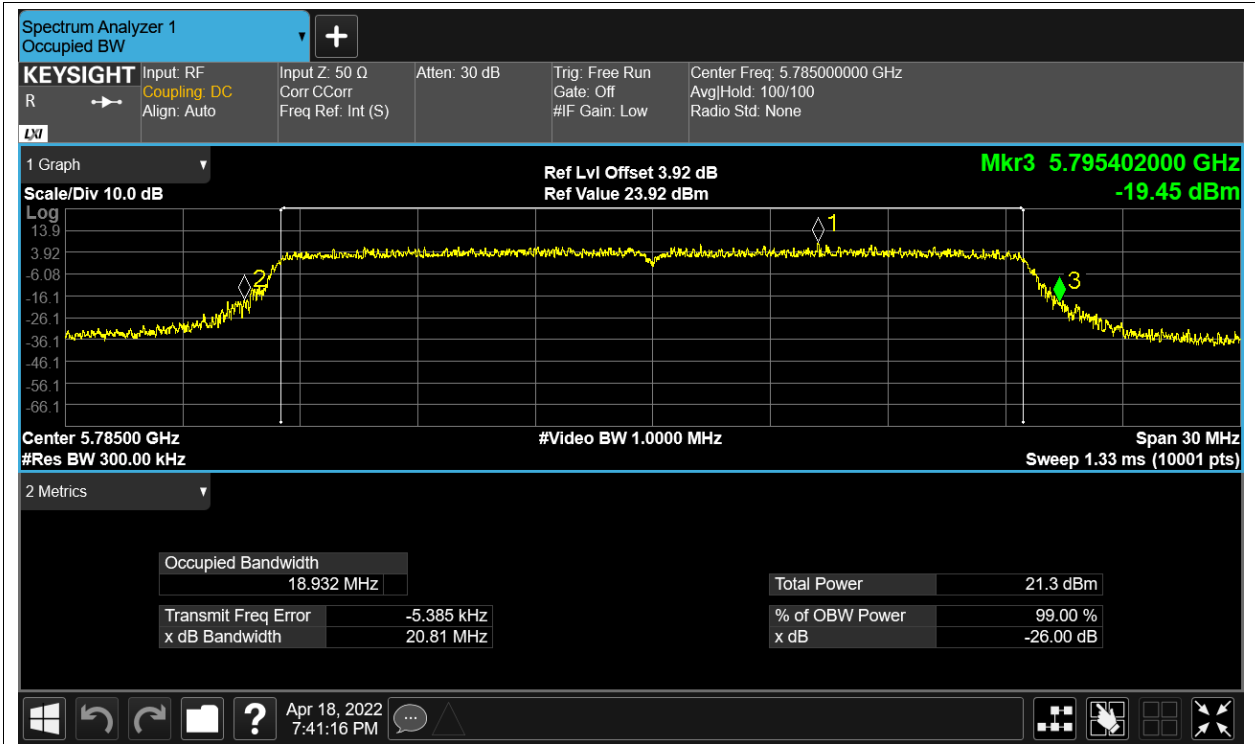 Spectrum Analyzer 1
Occupied BW
KEYSIGHT
R
LXI
Input: RF
Coupling: DC
Align: Auto
Input Z: 50 Ω
Corr CCorr
Freq Ref: Int (S)
Atten: 30 dB
Trig: Free Run
Gate: Off
#IF Gain: Low
Center Freq: 5.785000000 GHz
Avg|Hold: 100/100
Radio Std: None
1 Graph
Scale/Div 10.0 dB
Ref Lvl Offset 3.92 dB
Ref Value 23.92 dBm
Mkr3 5.795402000 GHz
-19.45 dBm
Log
13.9
3.92
-6.08
-16.1
-26.1
-36.1
-46.1
-56.1
-66.1
1
2
3
Center 5.78500 GHz
#Video BW 1.0000 MHz
Span 30 MHz
#Res BW 300.00 kHz
Sweep 1.33 ms (10001 pts)
2 Metrics
Occupied Bandwidth
18.932 MHz
Total Power 21.3 dBm
Transmit Freq Error -5.385 kHz
% of OBW Power 99.00 %
x dB Bandwidth 20.81 MHz
x dB -26.00 dB
?
Apr 18, 2022
7:41:16 PM